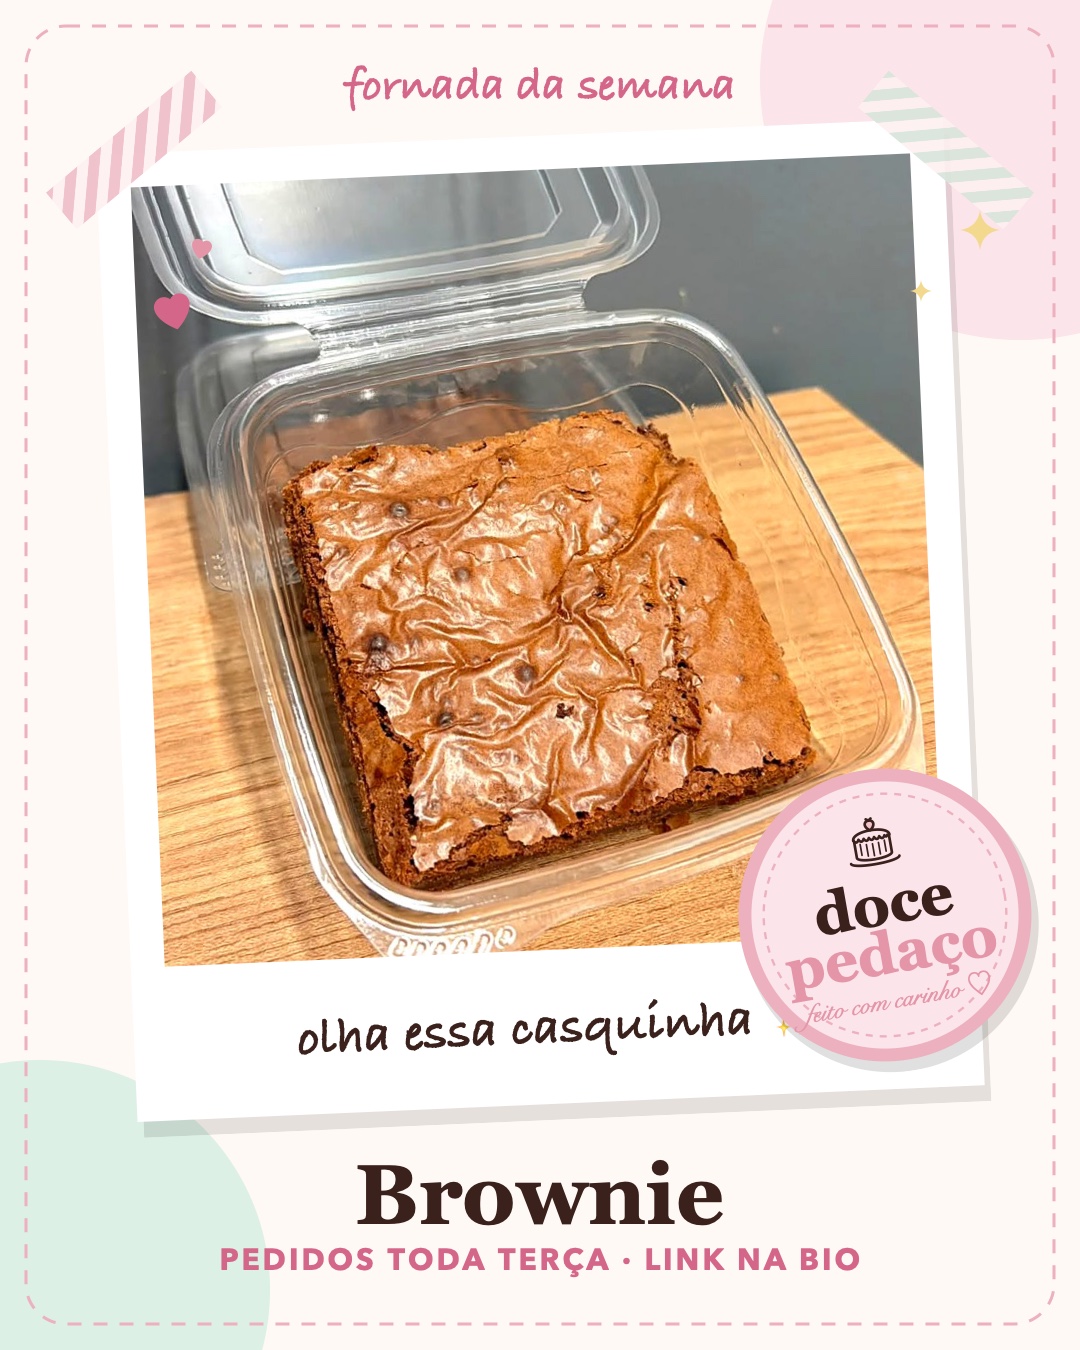 fornada da semana
olha essa casquinha
doce
pedaço
feito com carinho
Brownie
PEDIDOS TODA TERÇA · LINK NA BIO